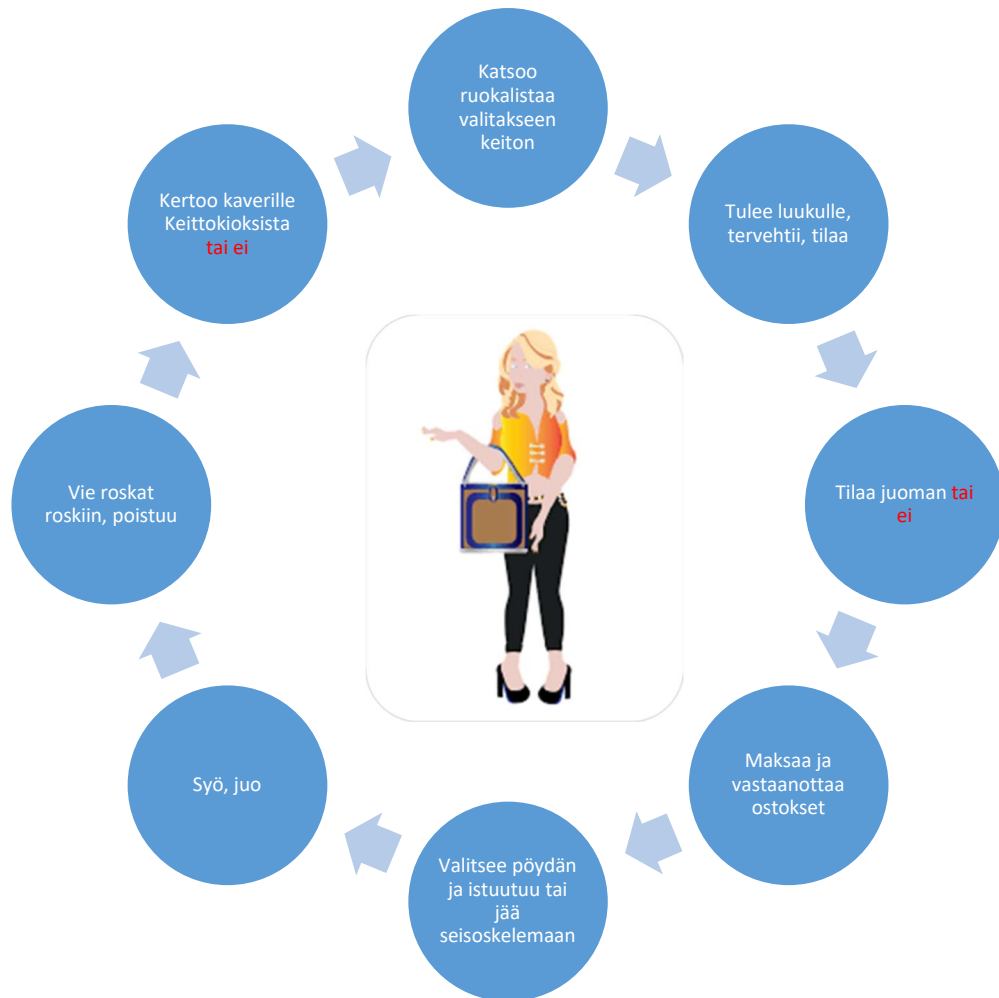 Katsoo
ruokalistaa
valitakseen
keiton
Tulee luukulle,
tervehtii, tilaa
Tilaa juoman tai
ei
Maksaa ja
vastaanottaa
ostokset
Valitsee pöydän
ja istuutuu tai
jää
seisoskelemaan
Syö, juo
Vie roskat
roskiin, poistuu
Kertoo kaverille
Keittokioksista
tai ei